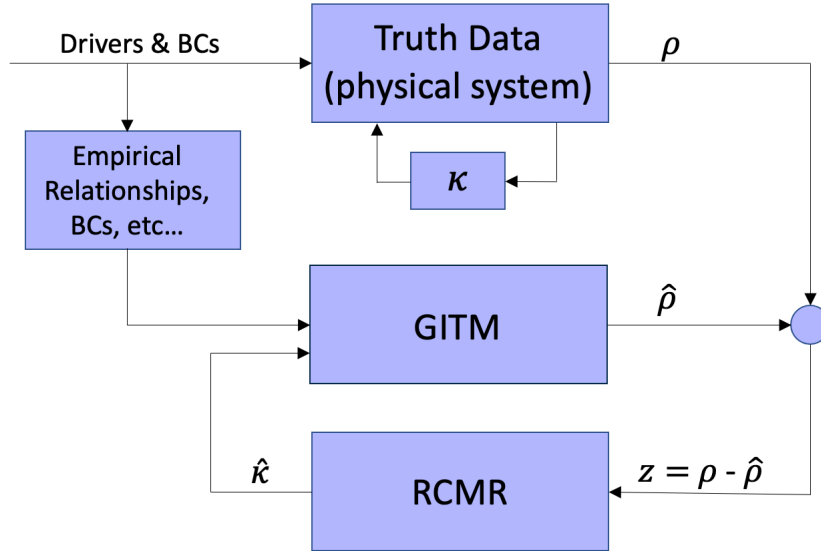 Drivers & BCs
Truth Data
(physical system)
ρ
Empirical
Relationships,
BCs, etc...
κ
GITM
ρ̂
κ̂
RCMR
z = ρ - ρ̂